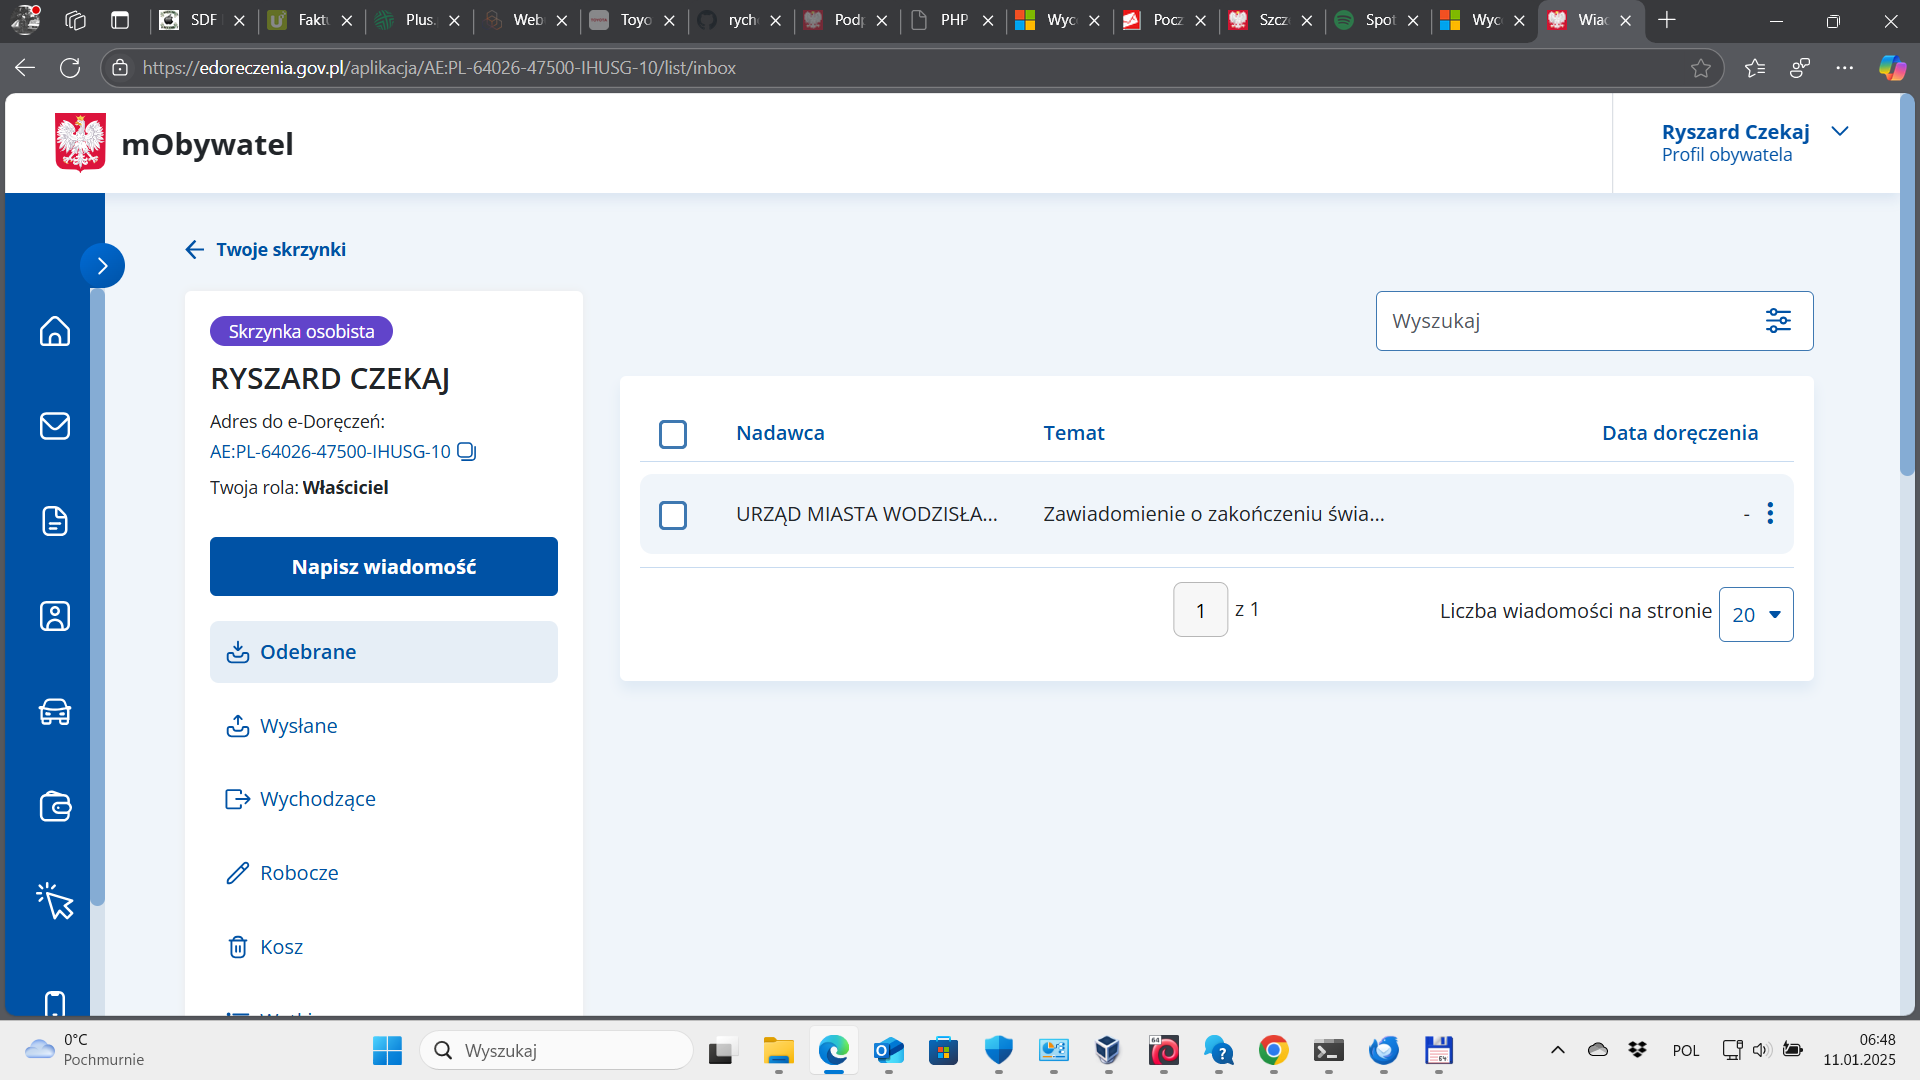 SDF
Faktu
Plus.
Web
Toyo
rych
Podp
PHP
Wyc
Pocz
Szcz
Spot
Wyc
Wiad
https://edoreczenia.gov.pl/aplikacja/AE:PL-64026-47500-IHUSG-10/list/inbox
mObywatel
Ryszard Czekaj
Profil obywatela
Twoje skrzynki
Skrzynka osobista
RYSZARD CZEKAJ
Adres do e-Doręczeń:
AE:PL-64026-47500-IHUSG-10
Twoja rola: Właściciel
Napisz wiadomość
Odebrane
Wysłane
Wychodzące
Robocze
Kosz
Wyszukaj
Nadawca Temat Data doręczenia
URZĄD MIASTA WODZISŁA... Zawiadomienie o zakończeniu świa... -
1 z 1
Liczba wiadomości na stronie 20
0°C
Pochmurnie
Wyszukaj
POL
06:48
11.01.2025